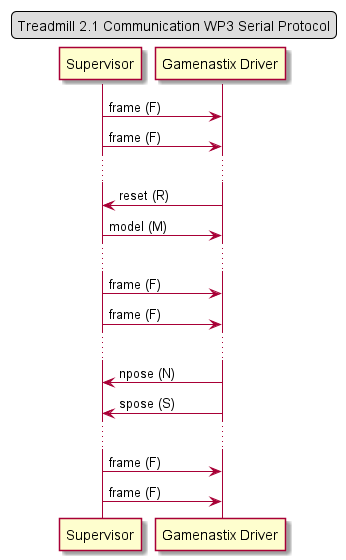 Treadmill 2.1 Communication WP3 Serial Protocol
Supervisor
Gamenastix Driver
frame (F)
frame (F)
reset (R)
model (M)
frame (F)
frame (F)
npose (N)
spose (S)
frame (F)
frame (F)
Supervisor
Gamenastix Driver